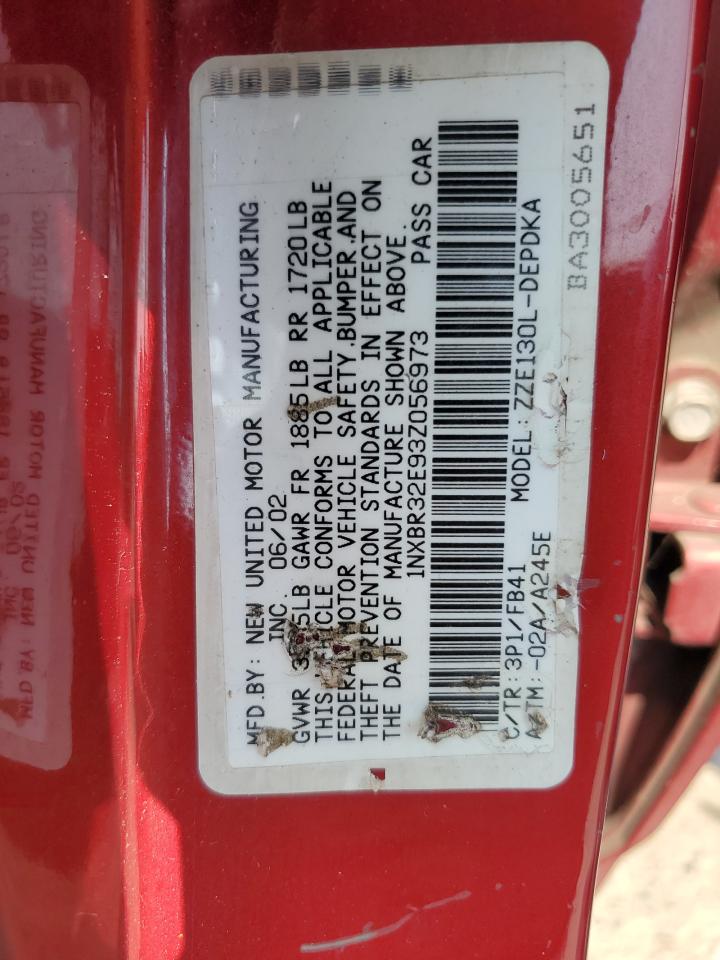 MFD.BY: NEW UNITED MOTOR MANUFACTURING
INC 06/02
GVWR GAWR FR 1885LB RR 1720LB
THIS VEHICLE CONFORMS TO ALL APPLICABLE
FEDERAL MOTOR VEHICLE SAFETY,BUMPER,AND
THEFT PREVENTION STANDARDS IN EFFECT ON
THE DATE OF MANUFACTURE SHOWN ABOVE.
1NXBR32E93Z056973 PASS CAR
C/TR:3P1/FB41 MODEL:ZZE130L-DEPDKA
A/TM:-02A/A245E
BA3005651